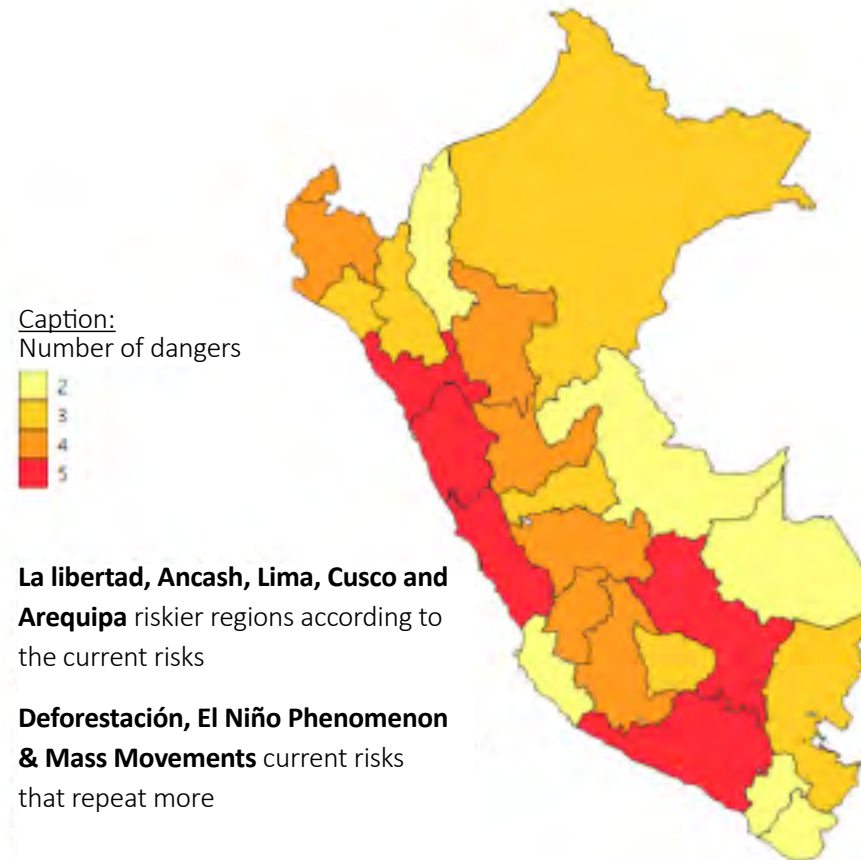 Caption:
Number of dangers
2
3
4
5
La libertad, Ancash, Lima, Cusco and
Arequipa riskier regions according to
the current risks
Deforestación, El Niño Phenomenon
& Mass Movements current risks
that repeat more